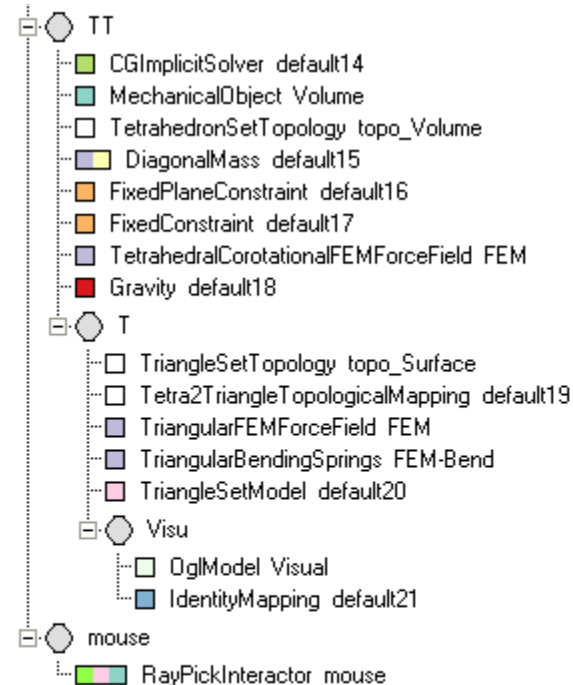 TT
CGImplicitSolver default14
MechanicalObject Volume
TetrahedronSetTopology topo_Volume
DiagonalMass default15
FixedPlaneConstraint default16
FixedConstraint default17
TetrahedralCorotationalFEMForceField FEM
Gravity default18
T
TriangleSetTopology topo_Surface
Tetra2TriangleTopologicalMapping default19
TriangularFEMForceField FEM
TriangularBendingSprings FEM-Bend
TriangleSetModel default20
Visu
OglModel Visual
IdentityMapping default21
mouse
RayPickInteractor mouse